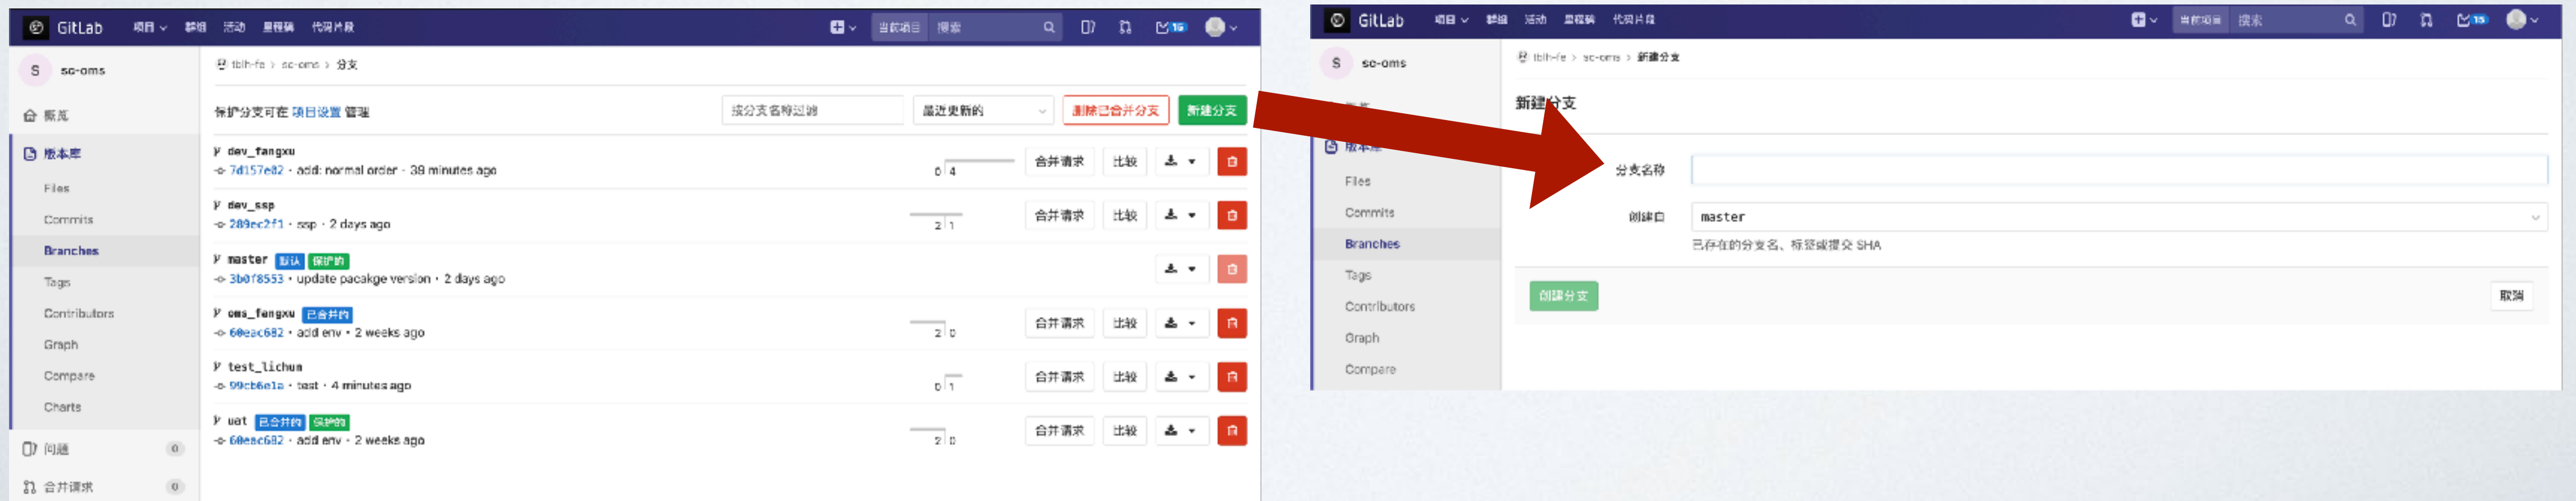 GitLab 项目 群组 活动 里程碑 代码片段 当前项目 搜索 15
S sc-oms
tblh-fe > sc-oms > 分支
概览
保护分支可在 项目设置 管理 按分支名称过滤 最近更新的 删除已合并分支 新建分支
版本库
Files
Commits
Branches
Tags
Contributors
Graph
Compare
Charts
问题 0
合并请求 0
dev_fangxu
7d157e02 · add: normal order · 39 minutes ago 0 4 合并请求 比较
dev_ssp
289ec2f1 · ssp · 2 days ago 2 1 合并请求 比较
master 默认 保护的
3b0f8553 · update pacakge version · 2 days ago
oms_fangxu 已合并的
60eac682 · add env · 2 weeks ago 2 0 合并请求 比较
test_lichun
99cb6e1a · test · 4 minutes ago 0 1 合并请求 比较
uat 已合并的 保护的
60eac682 · add env · 2 weeks ago 2 0 合并请求 比较
GitLab 项目 群组 活动 里程碑 代码片段 当前项目 搜索 15
S sc-oms
tblh-fe > sc-oms > 新建分支
新建分支
版本库
Files
Commits
Branches
Tags
Contributors
Graph
Compare
分支名称
创建自 master
已存在的分支名、标签或提交 SHA
创建分支 取消